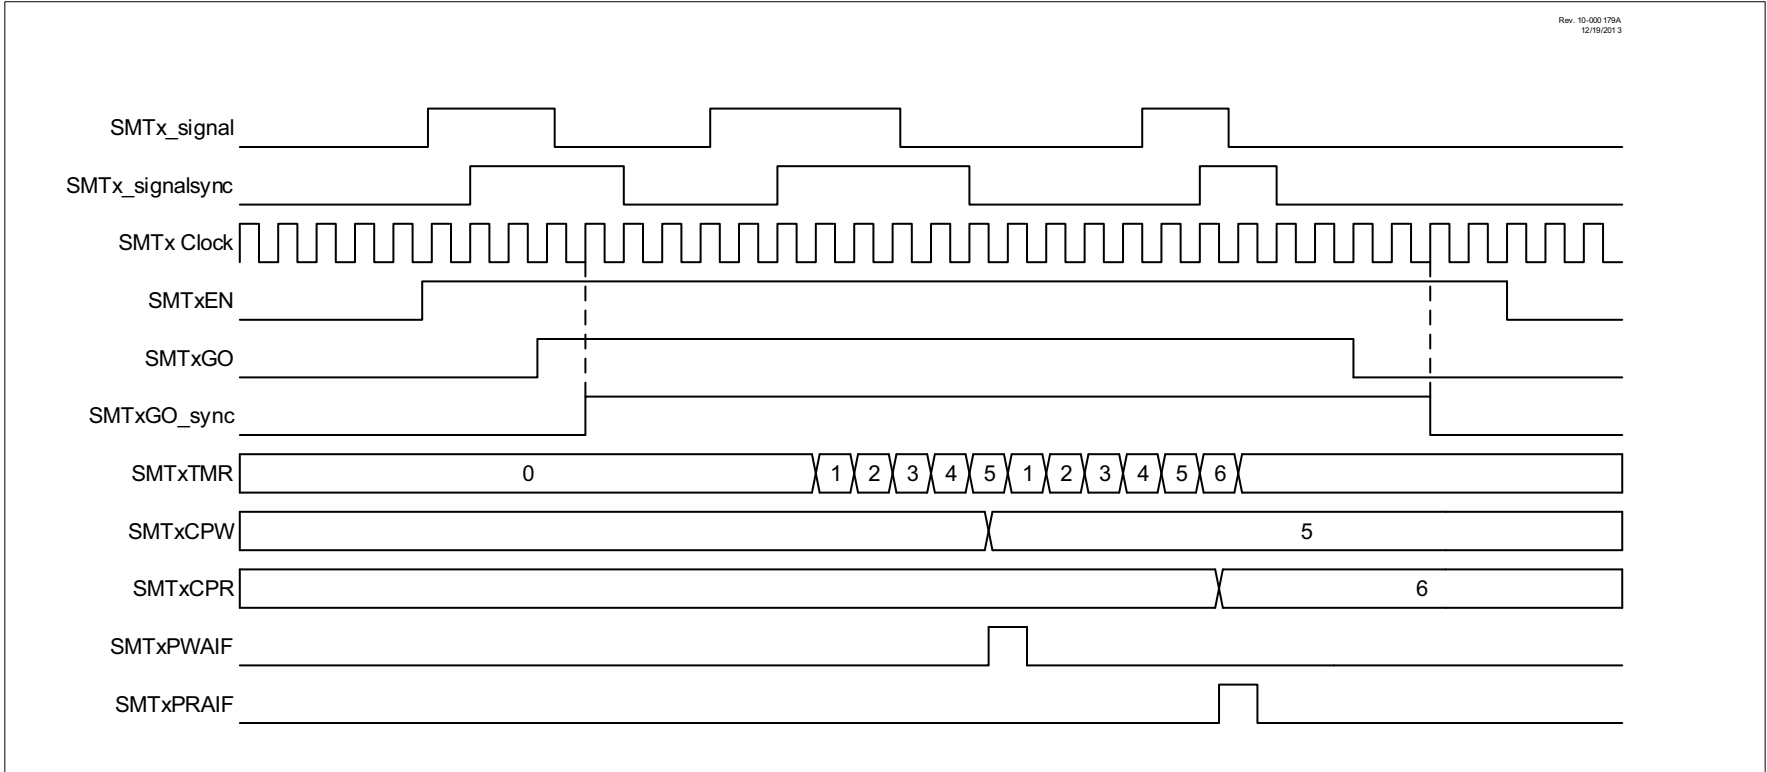 Rev. 10-000 179A
12/19/201 3
SMTx_signal
SMTx_signalsync
SMTx Clock
SMTxEN
SMTxGO
SMTxGO_sync
SMTxTMR 0 1 2 3 4 5 1 2 3 4 5 6
SMTxCPW 5
SMTxCPR 6
SMTxPWAIF
SMTxPRAIF